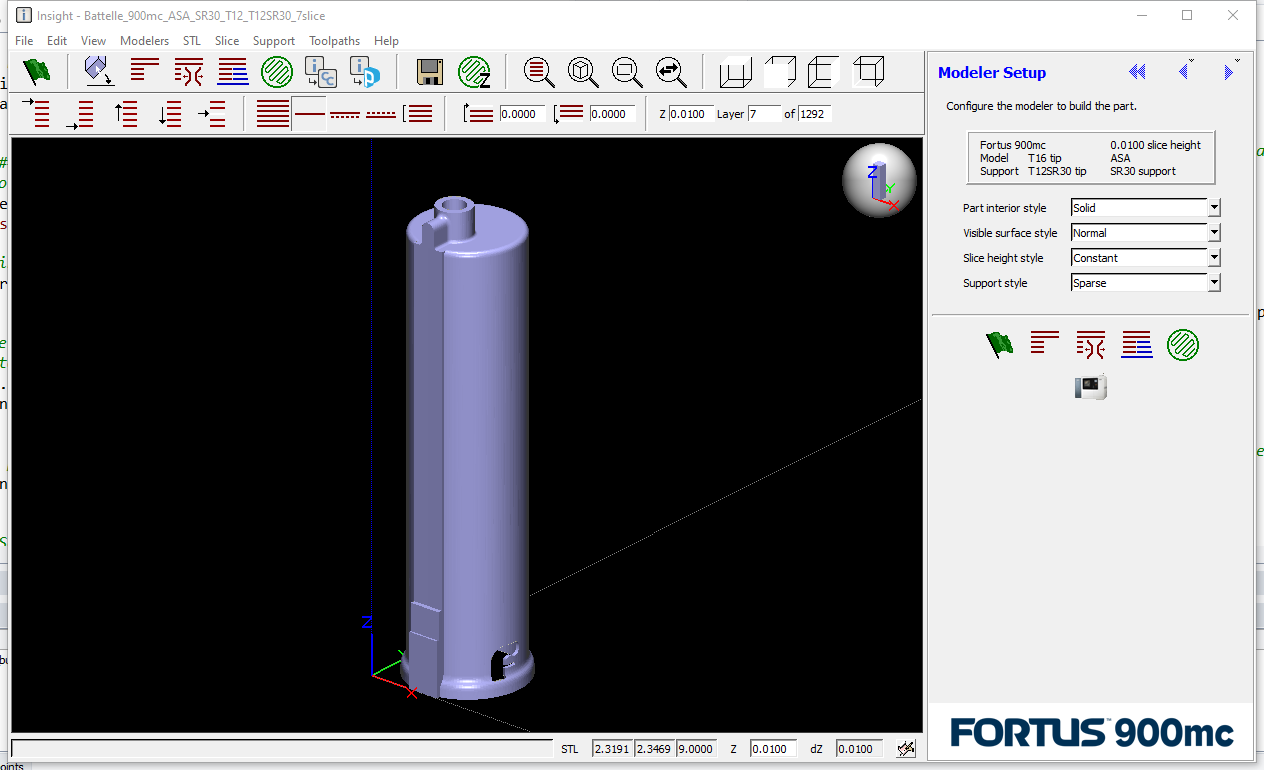 Insight - Battelle_900mc_ASA_SR30_T12_T12SR30_7slice
File Edit View Modelers STL Slice Support Toolpaths Help
0.0000 0.0000 Z 0.0100 Layer 7 of 1292
Modeler Setup
Configure the modeler to build the part.
Fortus 900mc 0.0100 slice height
Model T16 tip ASA
Support T12SR30 tip SR30 support
Part interior style Solid
Visible surface style Normal
Slice height style Constant
Support style Sparse
Z
Y
X
Z
Y
X
STL 2.3191 2.3469 9.0000 Z 0.0100 dZ 0.0100
FORTUS™ 900mc